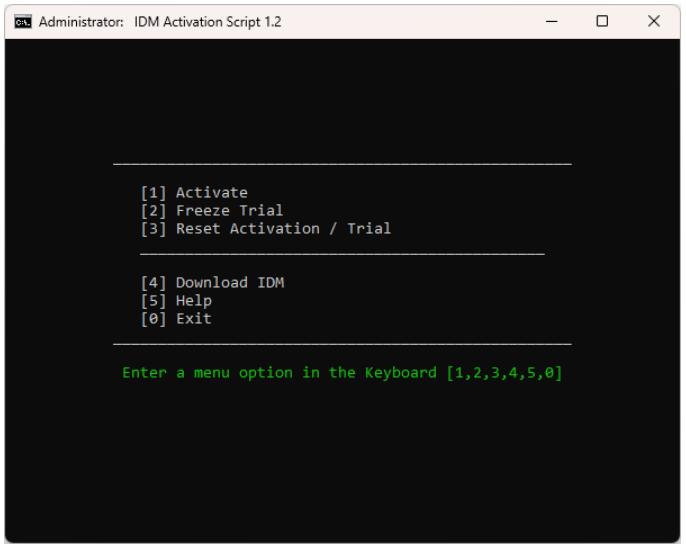 Administrator: IDM Activation Script 1.2
[1] Activate
[2] Freeze Trial
[3] Reset Activation / Trial
[4] Download IDM
[5] Help
[0] Exit
Enter a menu option in the Keyboard [1,2,3,4,5,0]